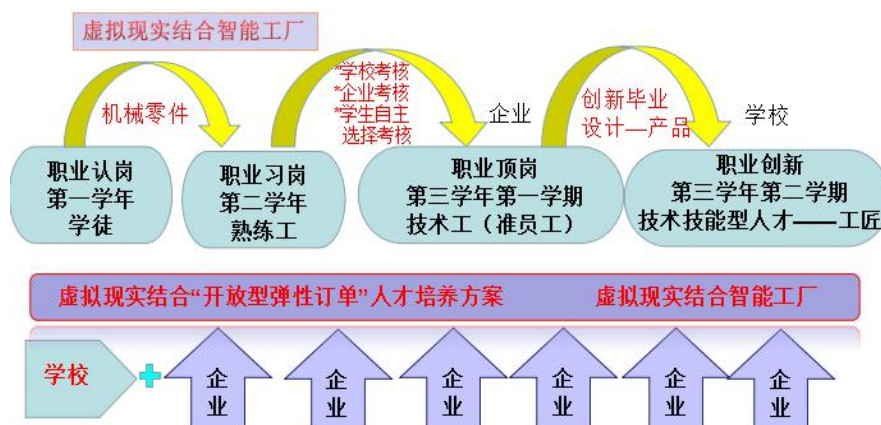 虚拟现实结合智能工厂
机械零件
*学校考核
*企业考核
*学生自主
选择考核
企业
创新毕业
设计—产品
学校
职业认岗
第一学年
学徒
职业习岗
第二学年
熟练工
职业顶岗
第三学年第一学期
技术工（准员工）
职业创新
第三学年第二学期
技术技能型人才——工匠
虚拟现实结合“开放型弹性订单”人才培养方案
虚拟现实结合智能工厂
学校
企
业
企
业
企
业
企
业
企
业
企
业